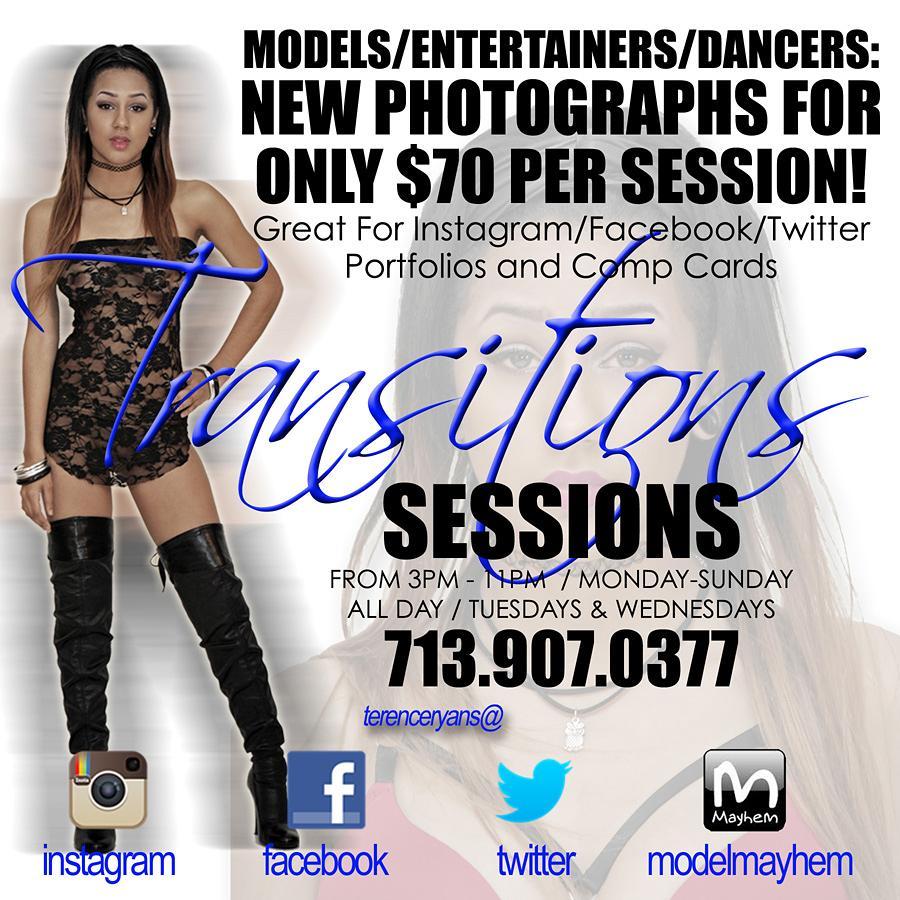 MODELS/ENTERTAINERS/DANCERS:
NEW PHOTOGRAPHS FOR
ONLY $70 PER SESSION!
Great For Instagram/Facebook/Twitter
Portfolios and Comp Cards
Transitions
SESSIONS
FROM 3PM - 11PM / MONDAY-SUNDAY
ALL DAY / TUESDAYS & WEDNESDAYS
713.907.0377
terenceryans@
Insta
f
m
Mayhem
instagram
facebook
twitter
modelmayhem